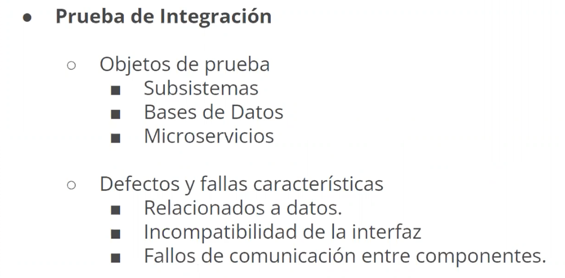 ● Prueba de Integración
○ Objetos de prueba
■ Subsistemas
■ Bases de Datos
■ Microservicios
○ Defectos y fallas características
■ Relacionados a datos.
■ Incompatibilidad de la interfaz
■ Fallos de comunicación entre componentes.